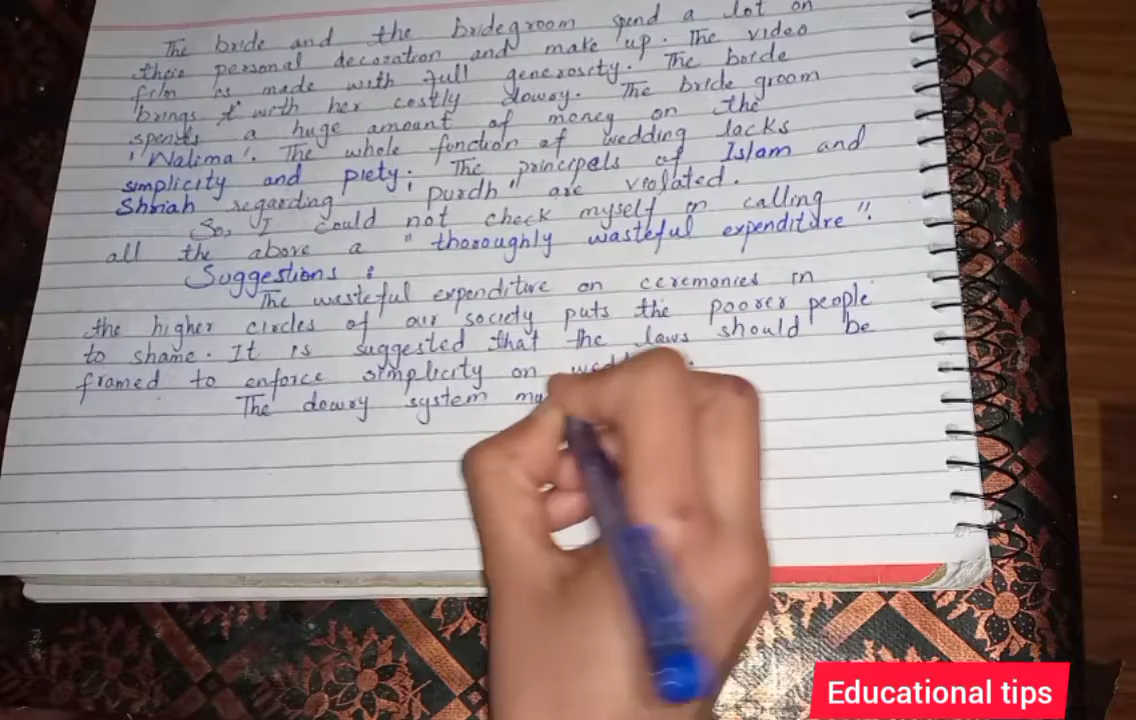 The bride and the bridegroom spend a lot on
their personal decoration and make up. The video
film is made with full generosity. The boide
brings with her costly dowoy. The bride groom
spends a huge amount of money on the
"Walima". The whole function of wedding lacks
simplicity and piety. The principels of Islam and
Shriah regarding "purdh" are violated.
So, I could not check myself in calling
all the above a "thoroughly wasteful expenditure".
Suggestions :
The wasteful expenditure on ceremonies in
the higher circles of our society puts the poorer people
to shame. It is suggested that the laws should be
framed to enforce simplicity on
The dowry system
Educational tips